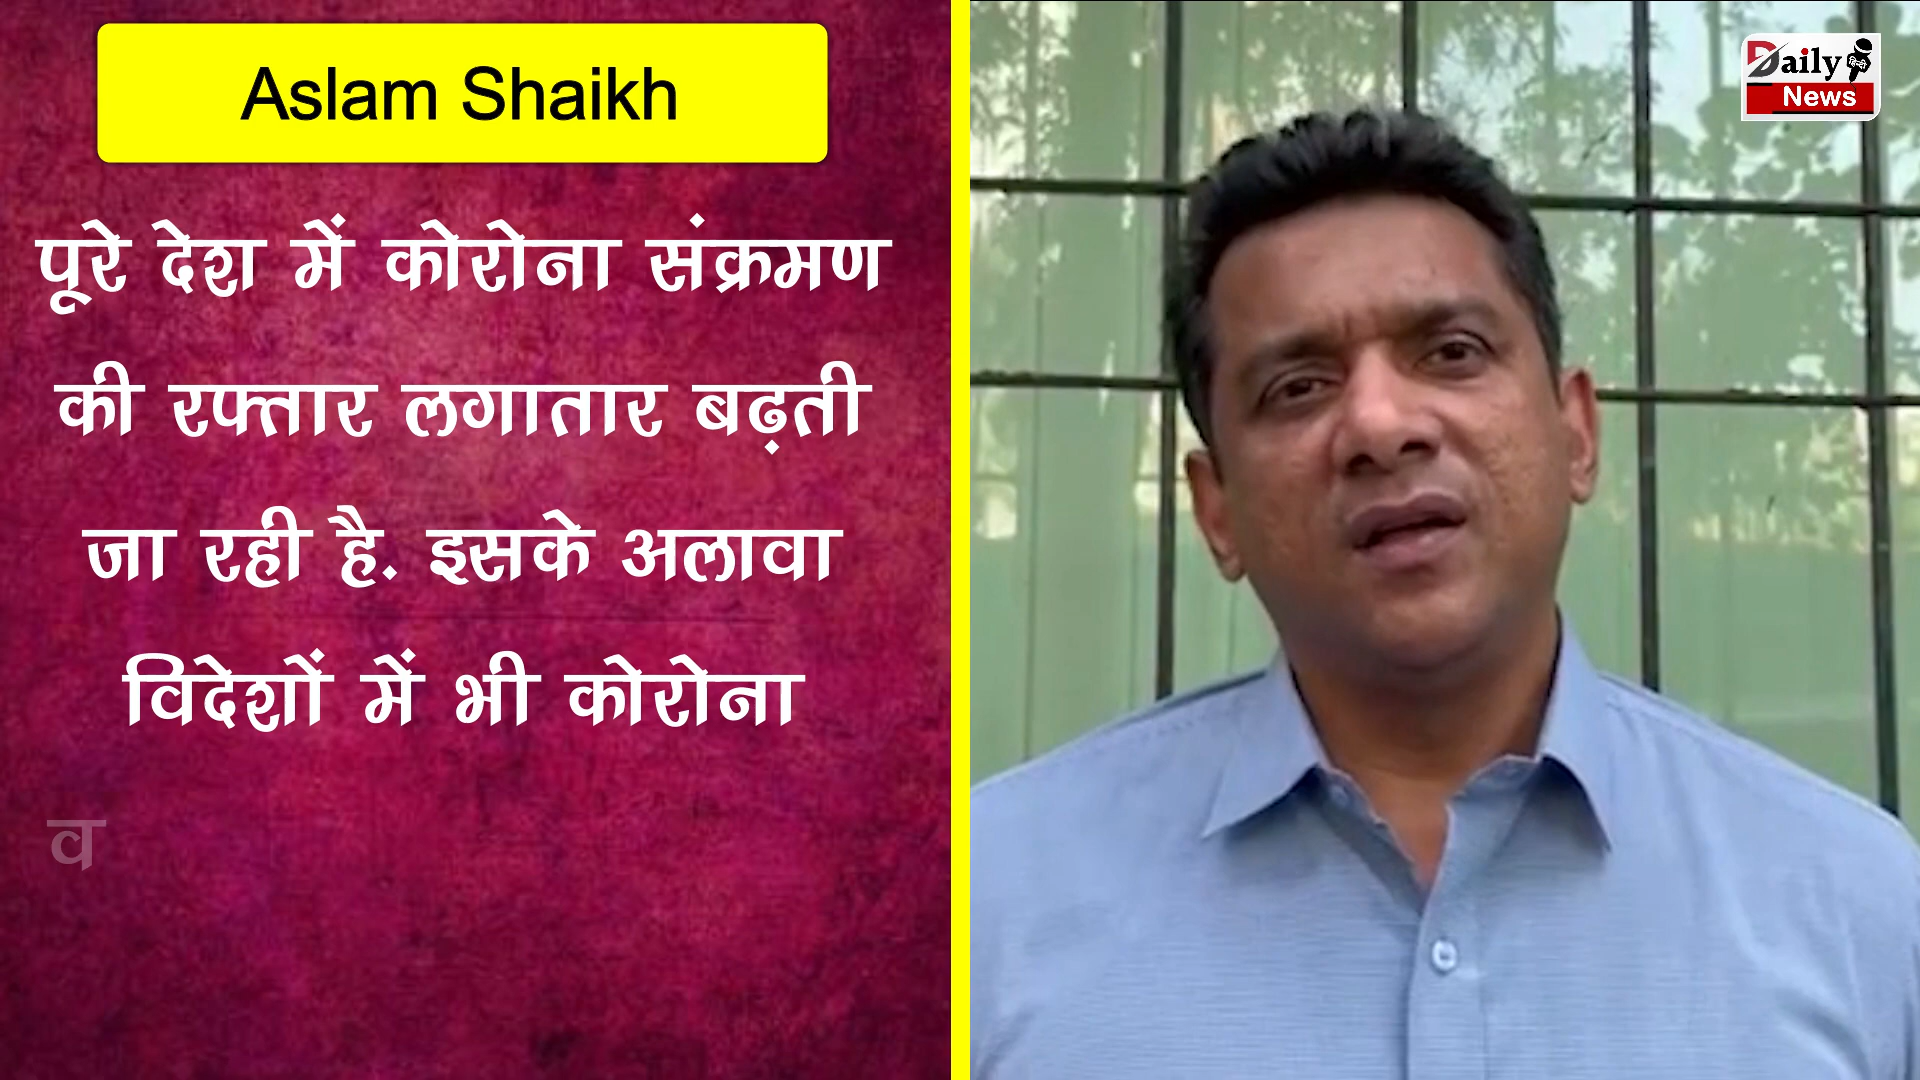 Aslam Shaikh
पूरे देश में कोरोना संक्रमण
की रफ्तार लगातार बढ़ती
जा रही है. इसके अलावा
विदेशों में भी कोरोना
व
Daily
News